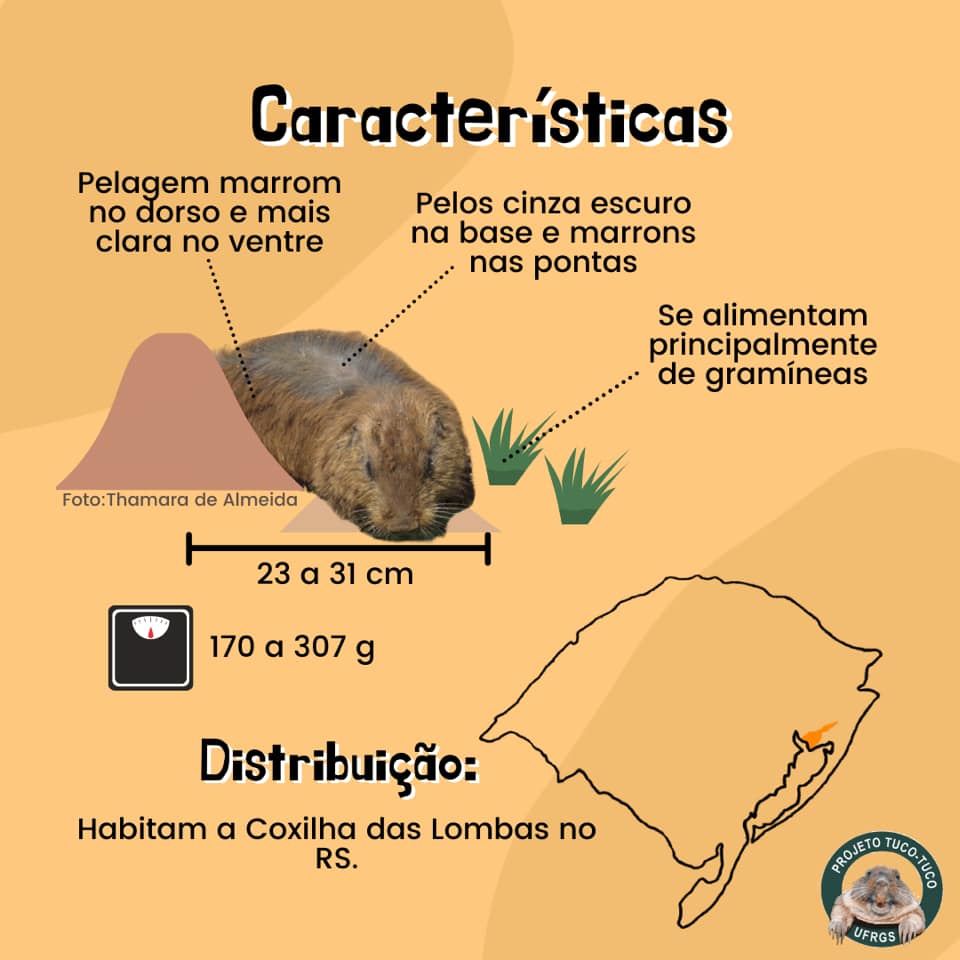 Características
Pelagem marrom
no dorso e mais
clara no ventre
Pelos cinza escuro
na base e marrons
nas pontas
Se alimentam
principalmente
de gramíneas
Foto:Thamara de Almeida
23 a 31 cm
170 a 307 g
Distribuição:
Habitam a Coxilha das Lombas no
RS.
PROJETO TUCO-TUCO
UFRGS